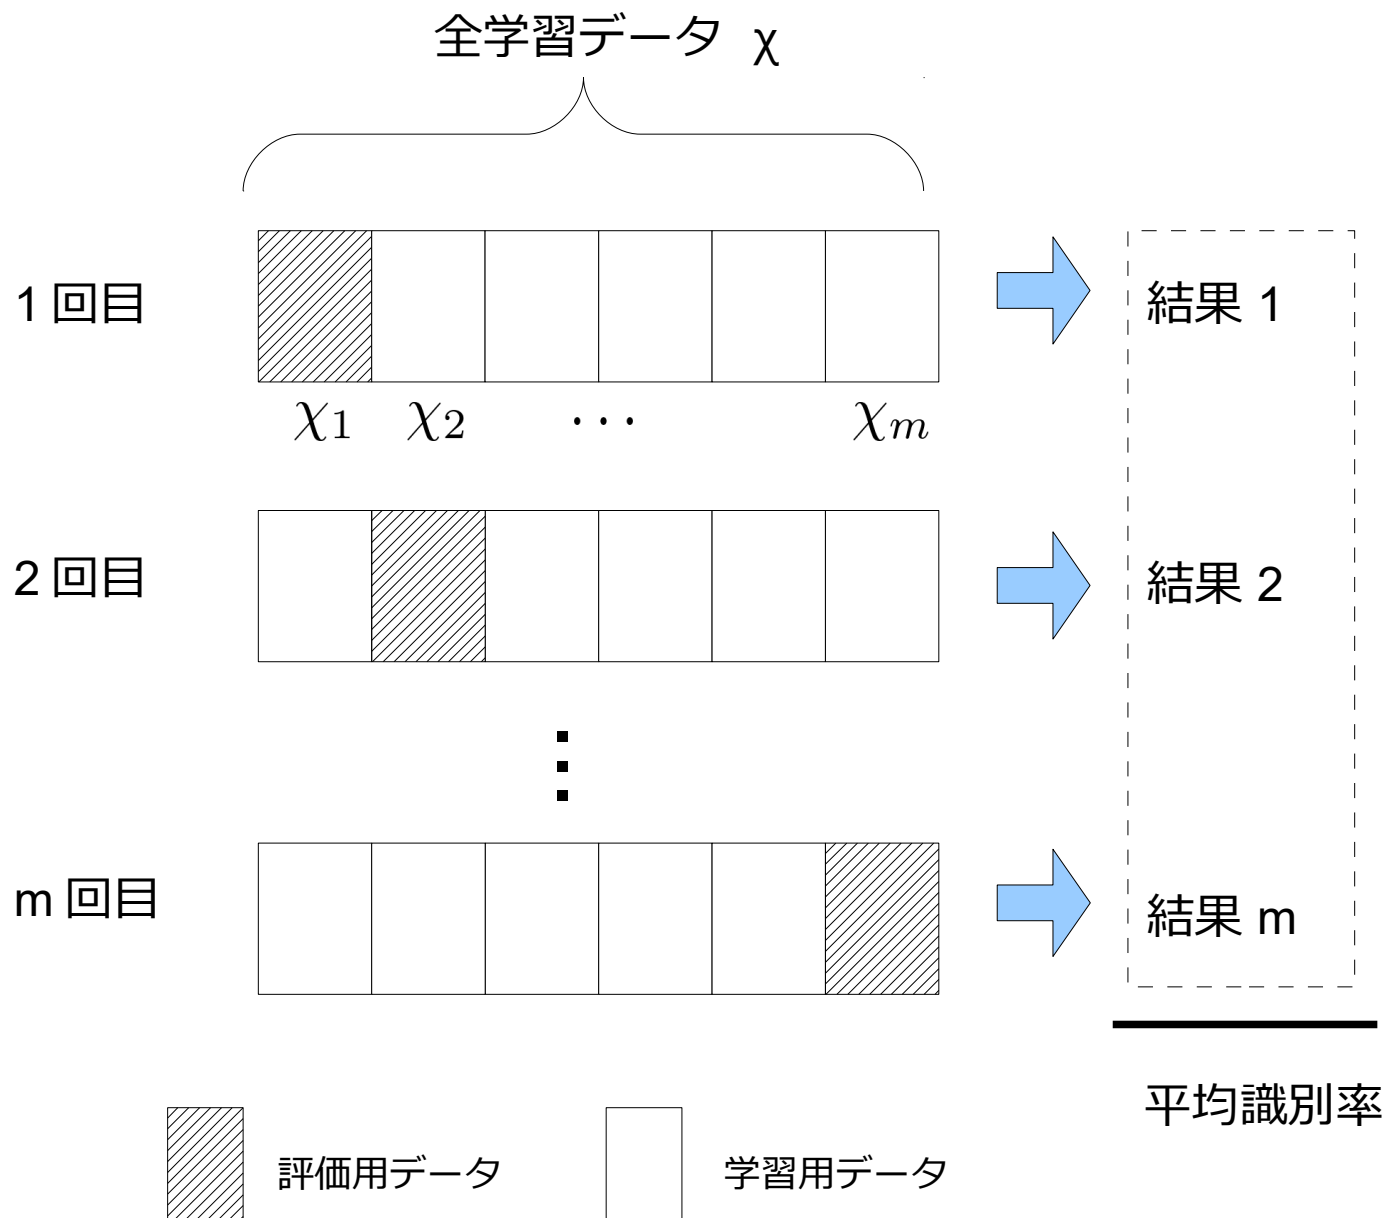 全学習データ χ
1 回目
結果 1
χ1 χ2 ··· χm
2 回目
結果 2
m 回目
結果 m
平均識別率
評価用データ
学習用データ